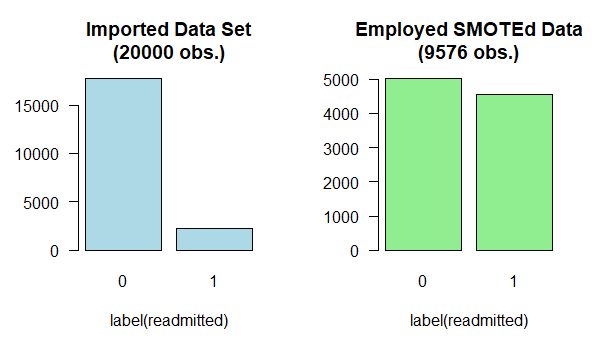 Imported Data Set
(20000 obs.)
15000
10000
5000
0
0 1
label(readmitted)
Employed SMOTEd Data
(9576 obs.)
5000
4000
3000
2000
1000
0
0 1
label(readmitted)